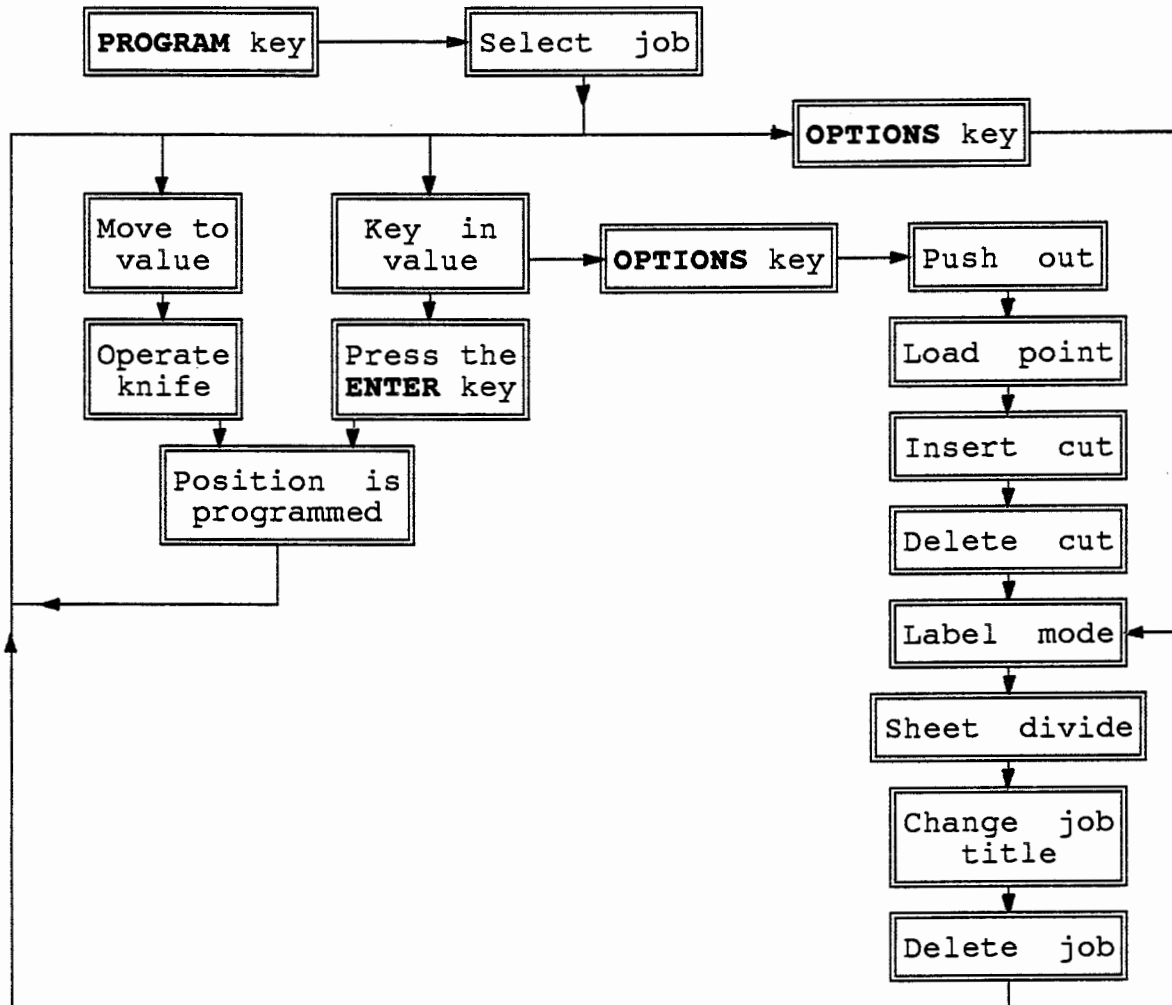 PROGRAM key
Select job
OPTIONS key
Move to
value
Key in
value
OPTIONS key
Push out
Operate
knife
Press the
ENTER key
Load point
Position is
programmed
Insert cut
Delete cut
Label mode
Sheet divide
Change job
title
Delete job